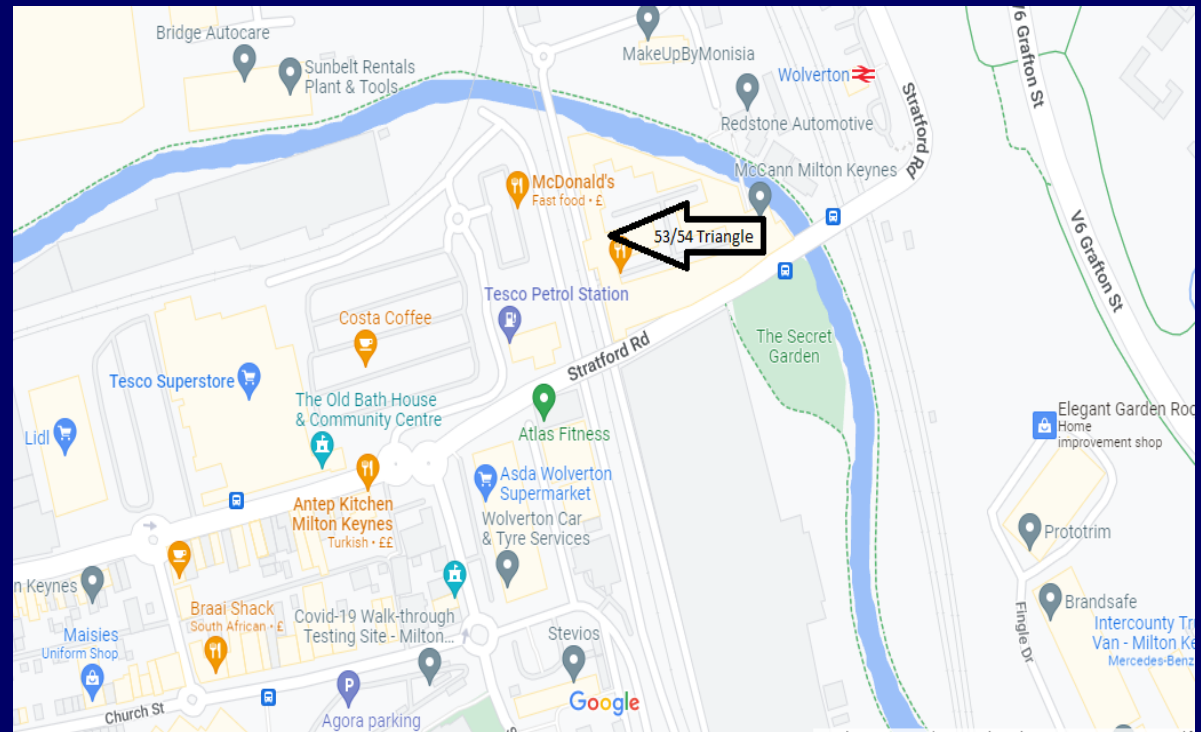 Bridge Autocare
Sunbelt Rentals
Plant & Tools
MakeUpByMonisia
Wolverton
V6 Grafton St
Stratford Rd
Redstone Automotive
McCann Milton Keynes
McDonald's
Fast food • £
53/54 Triangle
Tesco Petrol Station
V6 Grafton St
Costa Coffee
Stratford Rd
The Secret
Garden
Tesco Superstore
The Old Bath House
& Community Centre
Elegant Garden Roo
Home
improvement shop
Lidl
Atlas Fitness
Asda Wolverton
Supermarket
Antep Kitchen
Milton Keynes
Turkish • ££
Wolverton Car
& Tyre Services
Prototrim
n Keynes
Braai Shack
South African • £
Covid-19 Walk-through
Testing Site - Milton...
Stevios
Brandsafe
Intercounty Tr
Van - Milton Ke
Mercedes-Benz
Maisies
Uniform Shop
Fingle Dr
P
Google
Church St
Agora parking